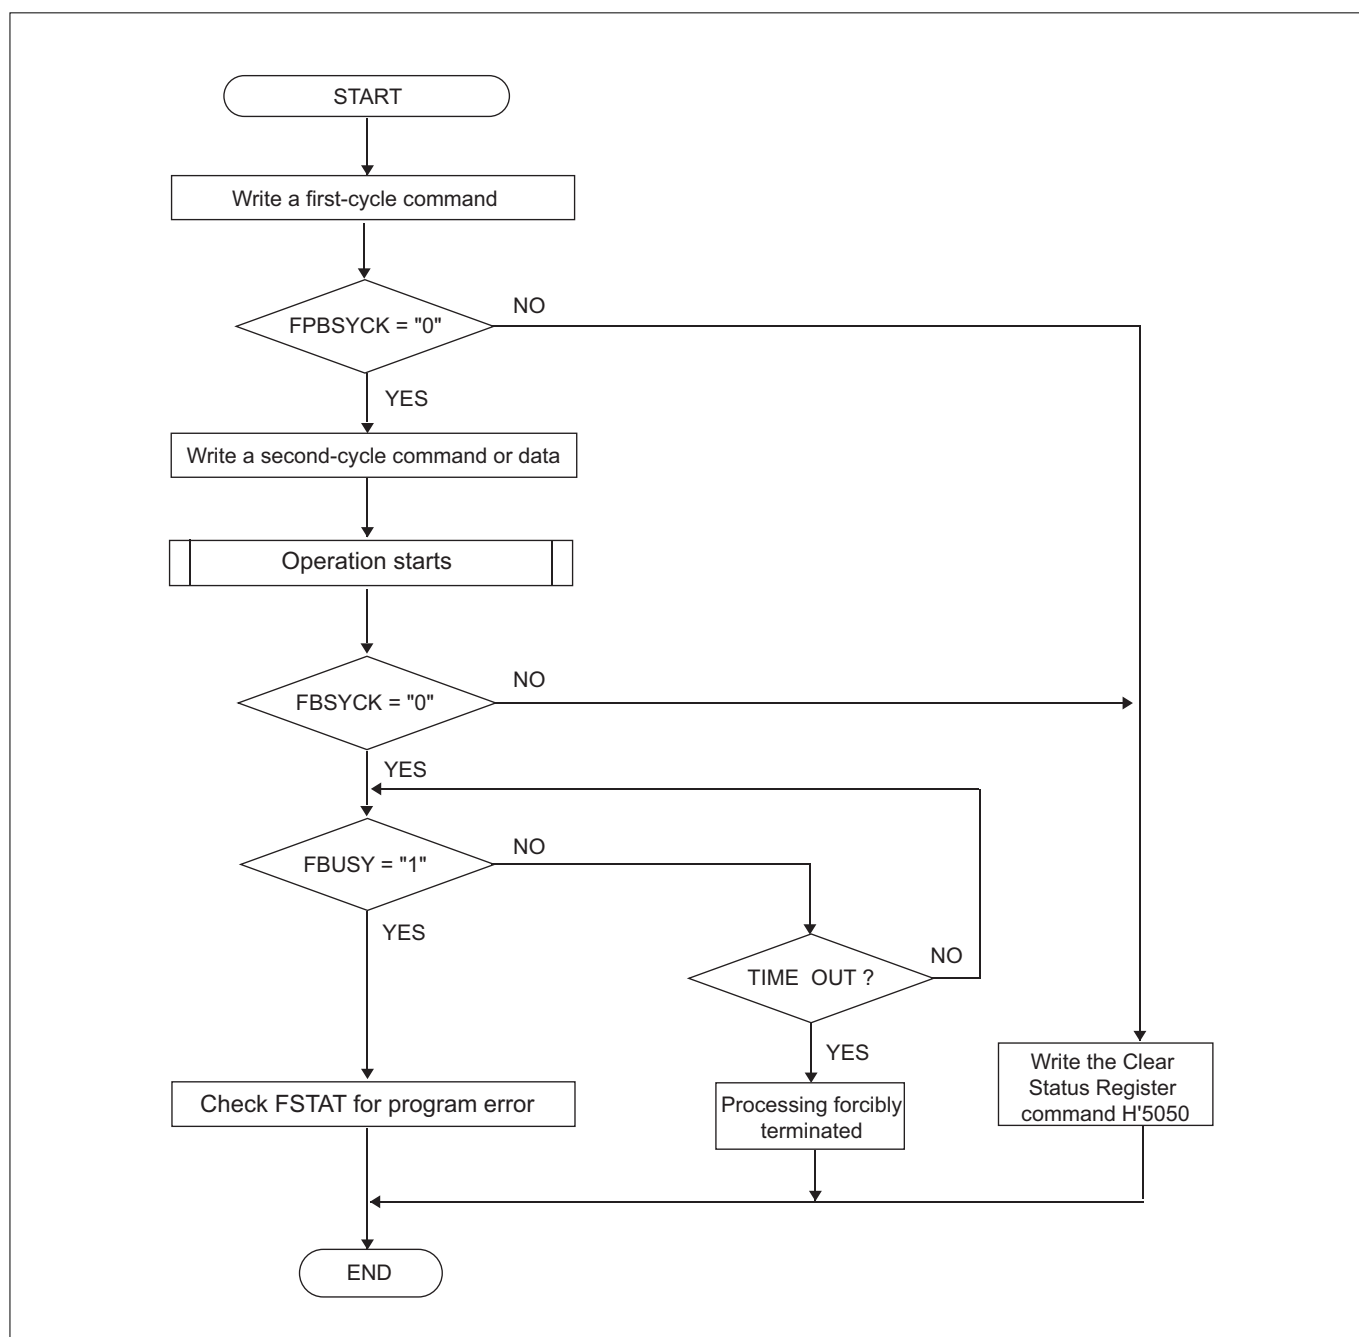 START
Write a first-cycle command
FPBSYCK = "0"
NO
YES
Write a second-cycle command or data
Operation starts
FBSYCK = "0"
NO
YES
FBUSY = "1"
NO
YES
TIME OUT ?
NO
YES
Check FSTAT for program error
Processing forcibly
terminated
Write the Clear
Status Register
command H'5050
END